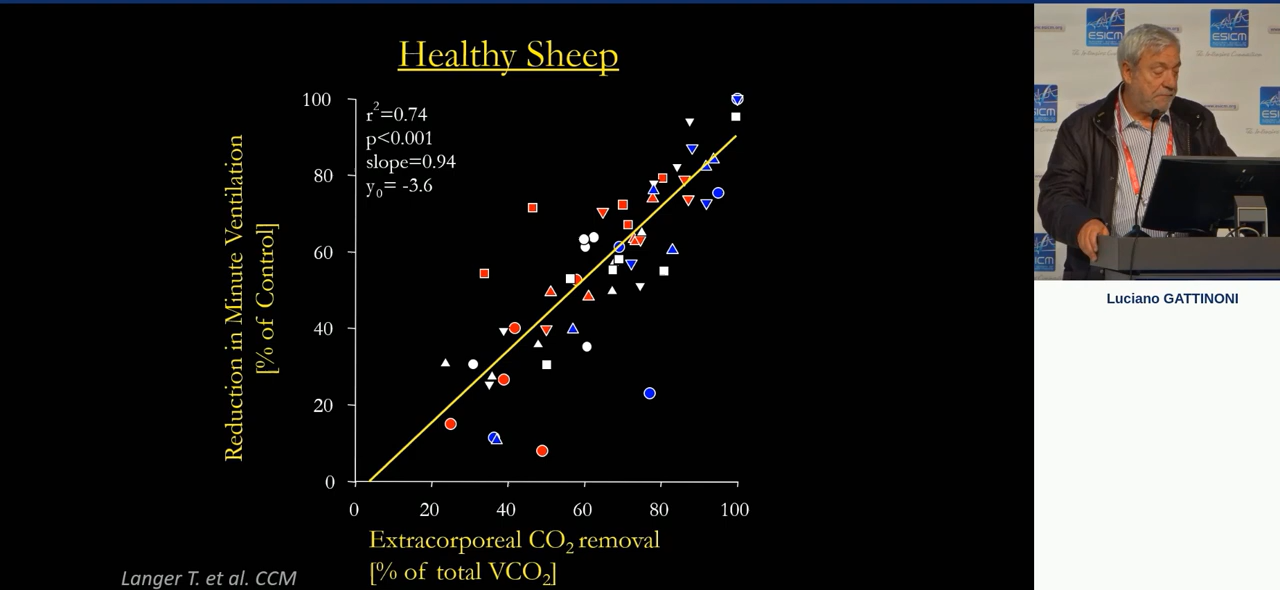 Healthy Sheep
r2=0.74
p<0.001
slope=0.94
y0= -3.6
Reduction in Minute Ventilation
[% of Control]
100
80
60
40
20
0
0 20 40 60 80 100
Extracorporeal CO2 removal
[% of total VCO2]
Langer T. et al. CCM
ESICM
ESICM
Luciano GATTINONI